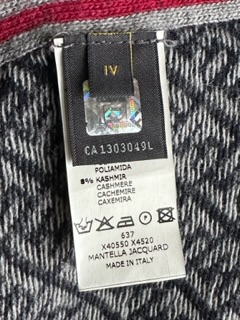 IV
CA1303049L
POLIAMIDA
8% KASHMIR
CASHMERE
CACHEMIRE
CAXEMIRA
637
X40550 X4520
MANTELLA JACQUARD
MADE IN ITALY